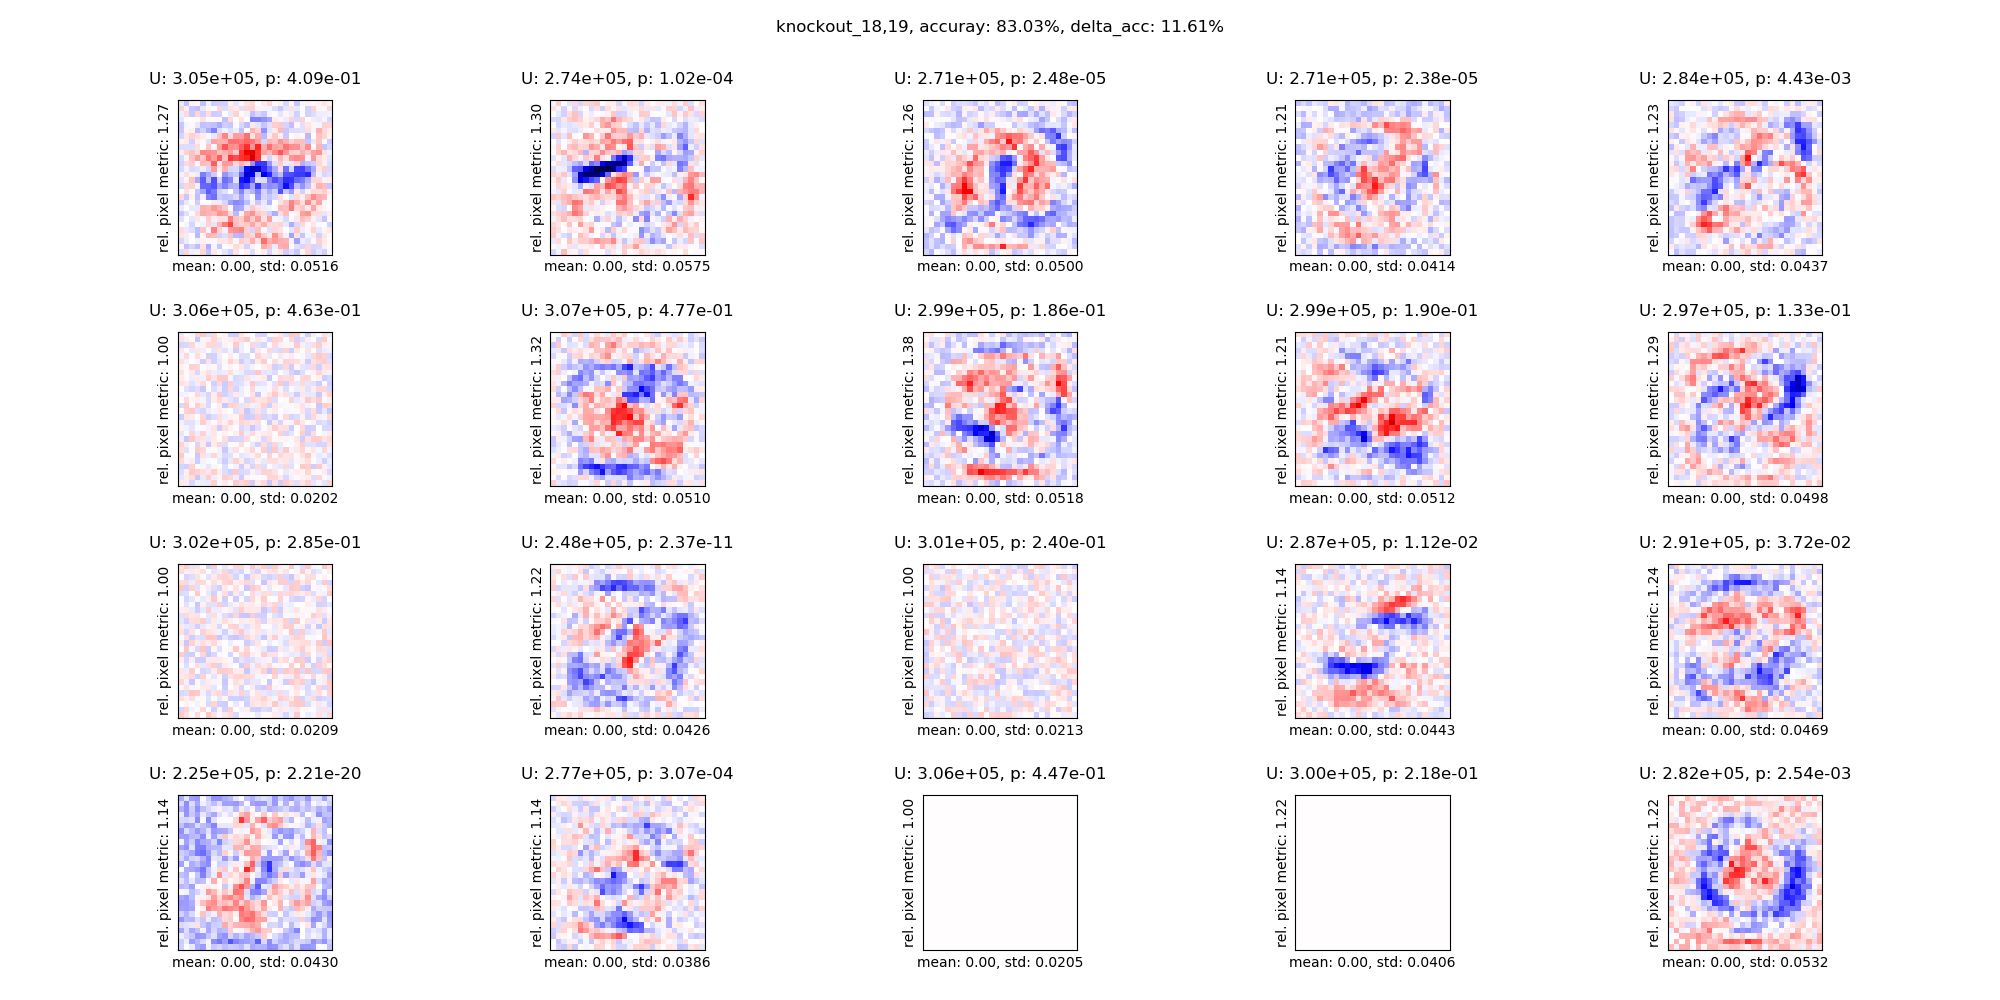 knockout_18,19, accuray: 83.03%, delta_acc: 11.61%
U: 3.05e+05, p: 4.09e-01
rel. pixel metric: 1.27
mean: 0.00, std: 0.0516
U: 2.74e+05, p: 1.02e-04
rel. pixel metric: 1.30
mean: 0.00, std: 0.0575
U: 2.71e+05, p: 2.48e-05
rel. pixel metric: 1.26
mean: 0.00, std: 0.0500
U: 2.71e+05, p: 2.38e-05
rel. pixel metric: 1.21
mean: 0.00, std: 0.0414
U: 2.84e+05, p: 4.43e-03
rel. pixel metric: 1.23
mean: 0.00, std: 0.0437
U: 3.06e+05, p: 4.63e-01
rel. pixel metric: 1.00
mean: 0.00, std: 0.0202
U: 3.07e+05, p: 4.77e-01
rel. pixel metric: 1.32
mean: 0.00, std: 0.0510
U: 2.99e+05, p: 1.86e-01
rel. pixel metric: 1.38
mean: 0.00, std: 0.0518
U: 2.99e+05, p: 1.90e-01
rel. pixel metric: 1.21
mean: 0.00, std: 0.0512
U: 2.97e+05, p: 1.33e-01
rel. pixel metric: 1.29
mean: 0.00, std: 0.0498
U: 3.02e+05, p: 2.85e-01
rel. pixel metric: 1.00
mean: 0.00, std: 0.0209
U: 2.48e+05, p: 2.37e-11
rel. pixel metric: 1.22
mean: 0.00, std: 0.0426
U: 3.01e+05, p: 2.40e-01
rel. pixel metric: 1.00
mean: 0.00, std: 0.0213
U: 2.87e+05, p: 1.12e-02
rel. pixel metric: 1.14
mean: 0.00, std: 0.0443
U: 2.91e+05, p: 3.72e-02
rel. pixel metric: 1.24
mean: 0.00, std: 0.0469
U: 2.25e+05, p: 2.21e-20
rel. pixel metric: 1.14
mean: 0.00, std: 0.0430
U: 2.77e+05, p: 3.07e-04
rel. pixel metric: 1.14
mean: 0.00, std: 0.0386
U: 3.06e+05, p: 4.47e-01
rel. pixel metric: 1.00
mean: 0.00, std: 0.0205
U: 3.00e+05, p: 2.18e-01
rel. pixel metric: 1.22
mean: 0.00, std: 0.0406
U: 2.82e+05, p: 2.54e-03
rel. pixel metric: 1.22
mean: 0.00, std: 0.0532